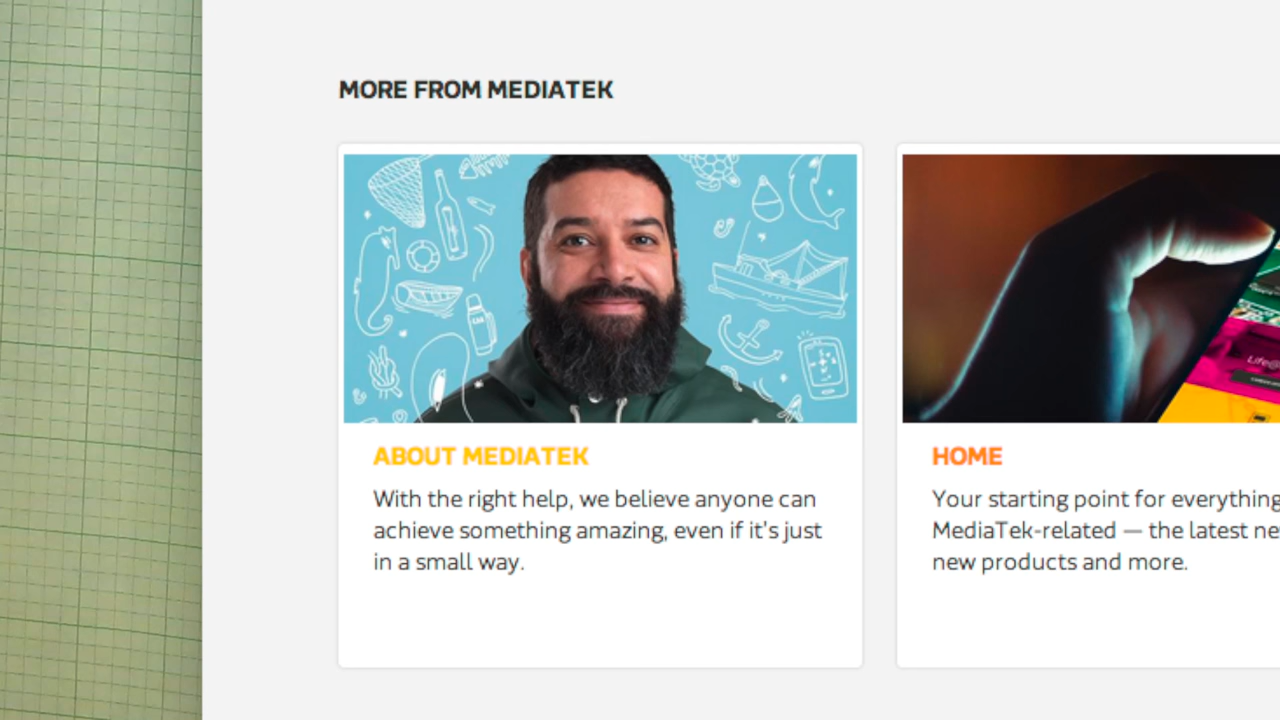 MORE FROM MEDIATEK
ABOUT MEDIATEK
With the right help, we believe anyone can
achieve something amazing, even if it's just
in a small way.
HOME
Your starting point for everything
MediaTek-related — the latest
new products and more.